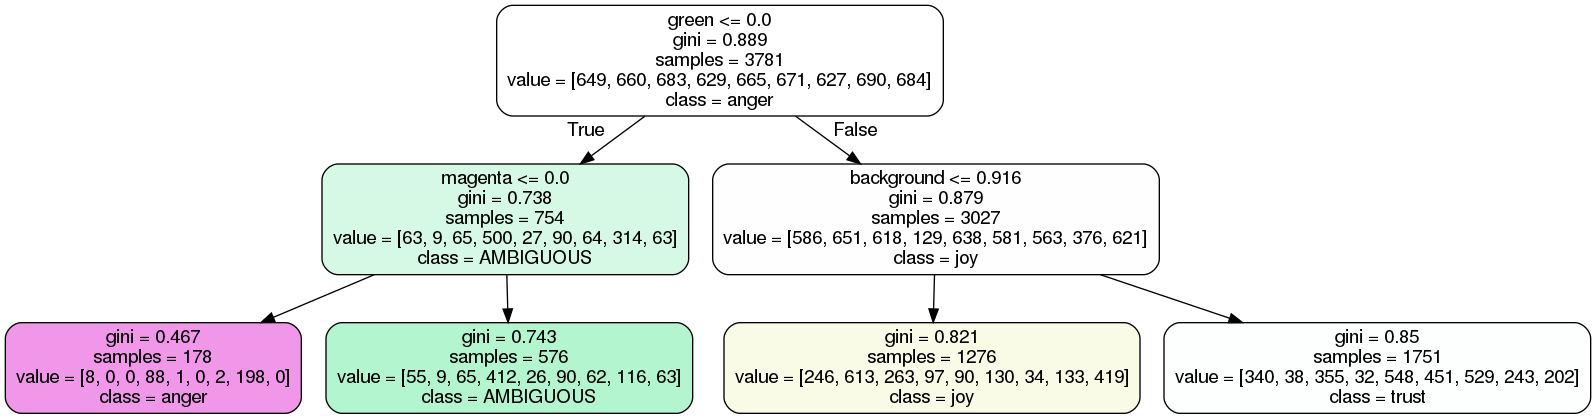 green <= 0.0
gini = 0.889
samples = 3781
value = [649, 660, 683, 629, 665, 671, 627, 690, 684]
class = anger
True
False
magenta <= 0.0
gini = 0.738
samples = 754
value = [63, 9, 65, 500, 27, 90, 64, 314, 63]
class = AMBIGUOUS
background <= 0.916
gini = 0.879
samples = 3027
value = [586, 651, 618, 129, 638, 581, 563, 376, 621]
class = joy
gini = 0.467
samples = 178
value = [8, 0, 0, 88, 1, 0, 2, 198, 0]
class = anger
gini = 0.743
samples = 576
value = [55, 9, 65, 412, 26, 90, 62, 116, 63]
class = AMBIGUOUS
gini = 0.821
samples = 1276
value = [246, 613, 263, 97, 90, 130, 34, 133, 419]
class = joy
gini = 0.85
samples = 1751
value = [340, 38, 355, 32, 548, 451, 529, 243, 202]
class = trust